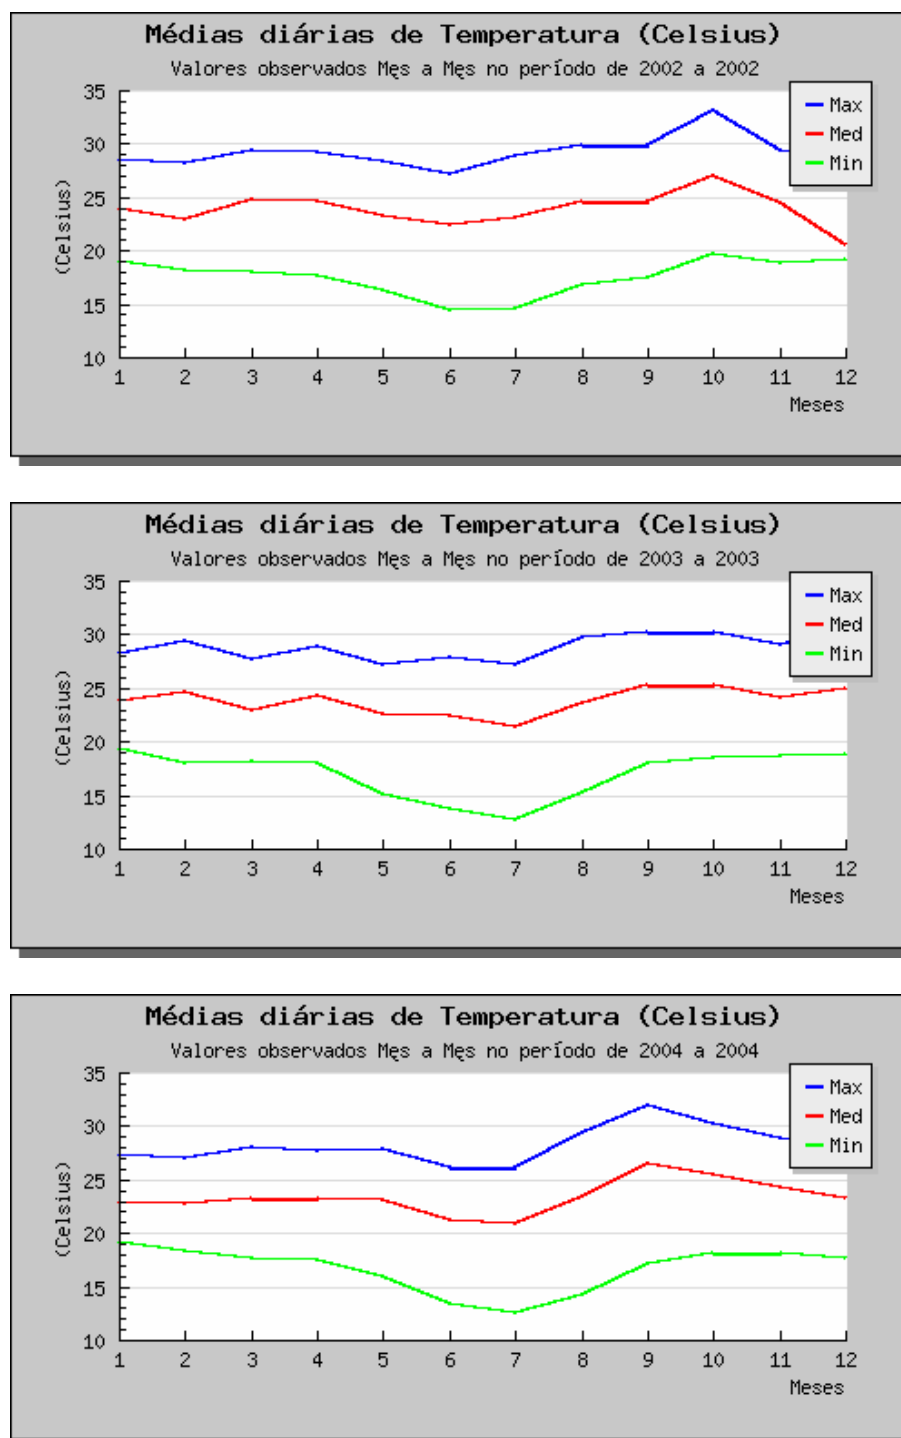 Médias diárias de Temperatura (Celsius)
Valores observados Męs a Męs no período de 2002 a 2002
35
30
25
20
15
10
(Celsius)
Max
Med
Min
1 2 3 4 5 6 7 8 9 10 11 12
Meses
Médias diárias de Temperatura (Celsius)
Valores observados Męs a Męs no período de 2003 a 2003
35
30
25
20
15
10
(Celsius)
Max
Med
Min
1 2 3 4 5 6 7 8 9 10 11 12
Meses
Médias diárias de Temperatura (Celsius)
Valores observados Męs a Męs no período de 2004 a 2004
35
30
25
20
15
10
(Celsius)
Max
Med
Min
1 2 3 4 5 6 7 8 9 10 11 12
Meses